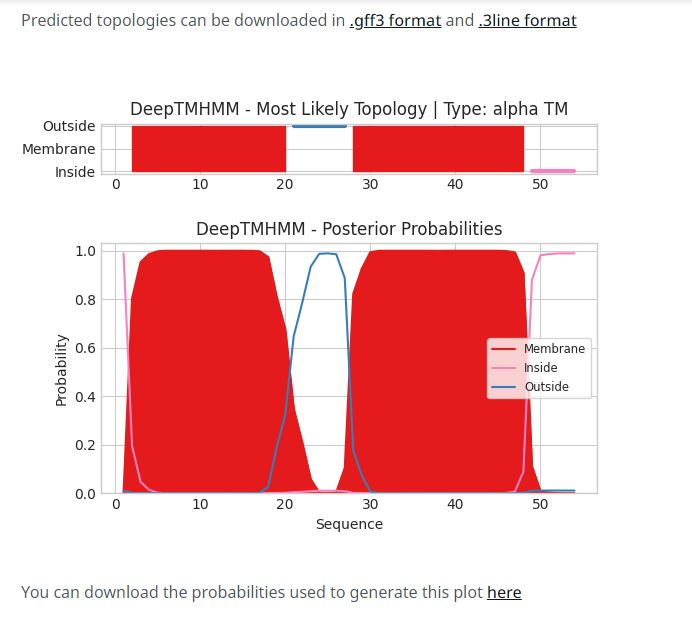 Predicted topologies can be downloaded in .gff3 format and .3line format
DeepTMHMM - Most Likely Topology | Type: alpha TM
Outside
Membrane
Inside
0 10 20 30 40 50
DeepTMHMM - Posterior Probabilities
1.0
0.8
0.6
0.4
0.2
0.0
Probability
Membrane
Inside
Outside
0 10 20 30 40 50
Sequence
You can download the probabilities used to generate this plot here